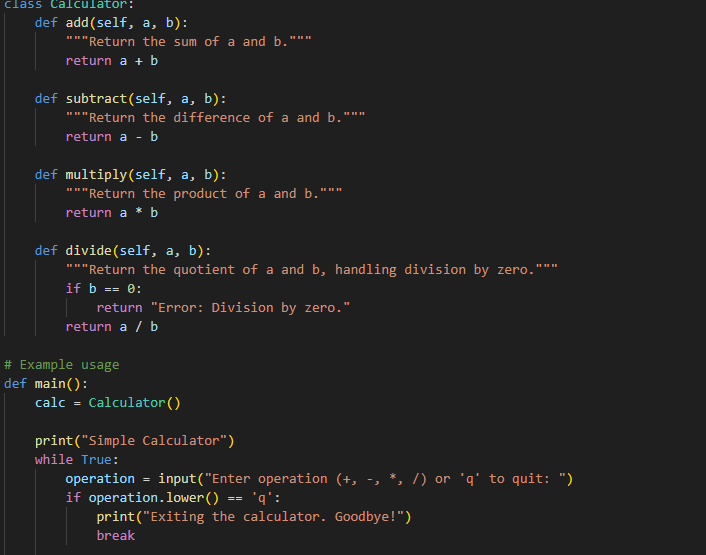 class Calculator:
    def add(self, a, b):
        """Return the sum of a and b."""
        return a + b

    def subtract(self, a, b):
        """Return the difference of a and b."""
        return a - b

    def multiply(self, a, b):
        """Return the product of a and b."""
        return a * b

    def divide(self, a, b):
        """Return the quotient of a and b, handling division by zero."""
        if b == 0:
            return "Error: Division by zero."
        return a / b

# Example usage
def main():
    calc = Calculator()

    print("Simple Calculator")
    while True:
        operation = input("Enter operation (+, -, *, /) or 'q' to quit: ")
        if operation.lower() == 'q':
            print("Exiting the calculator. Goodbye!")
            break